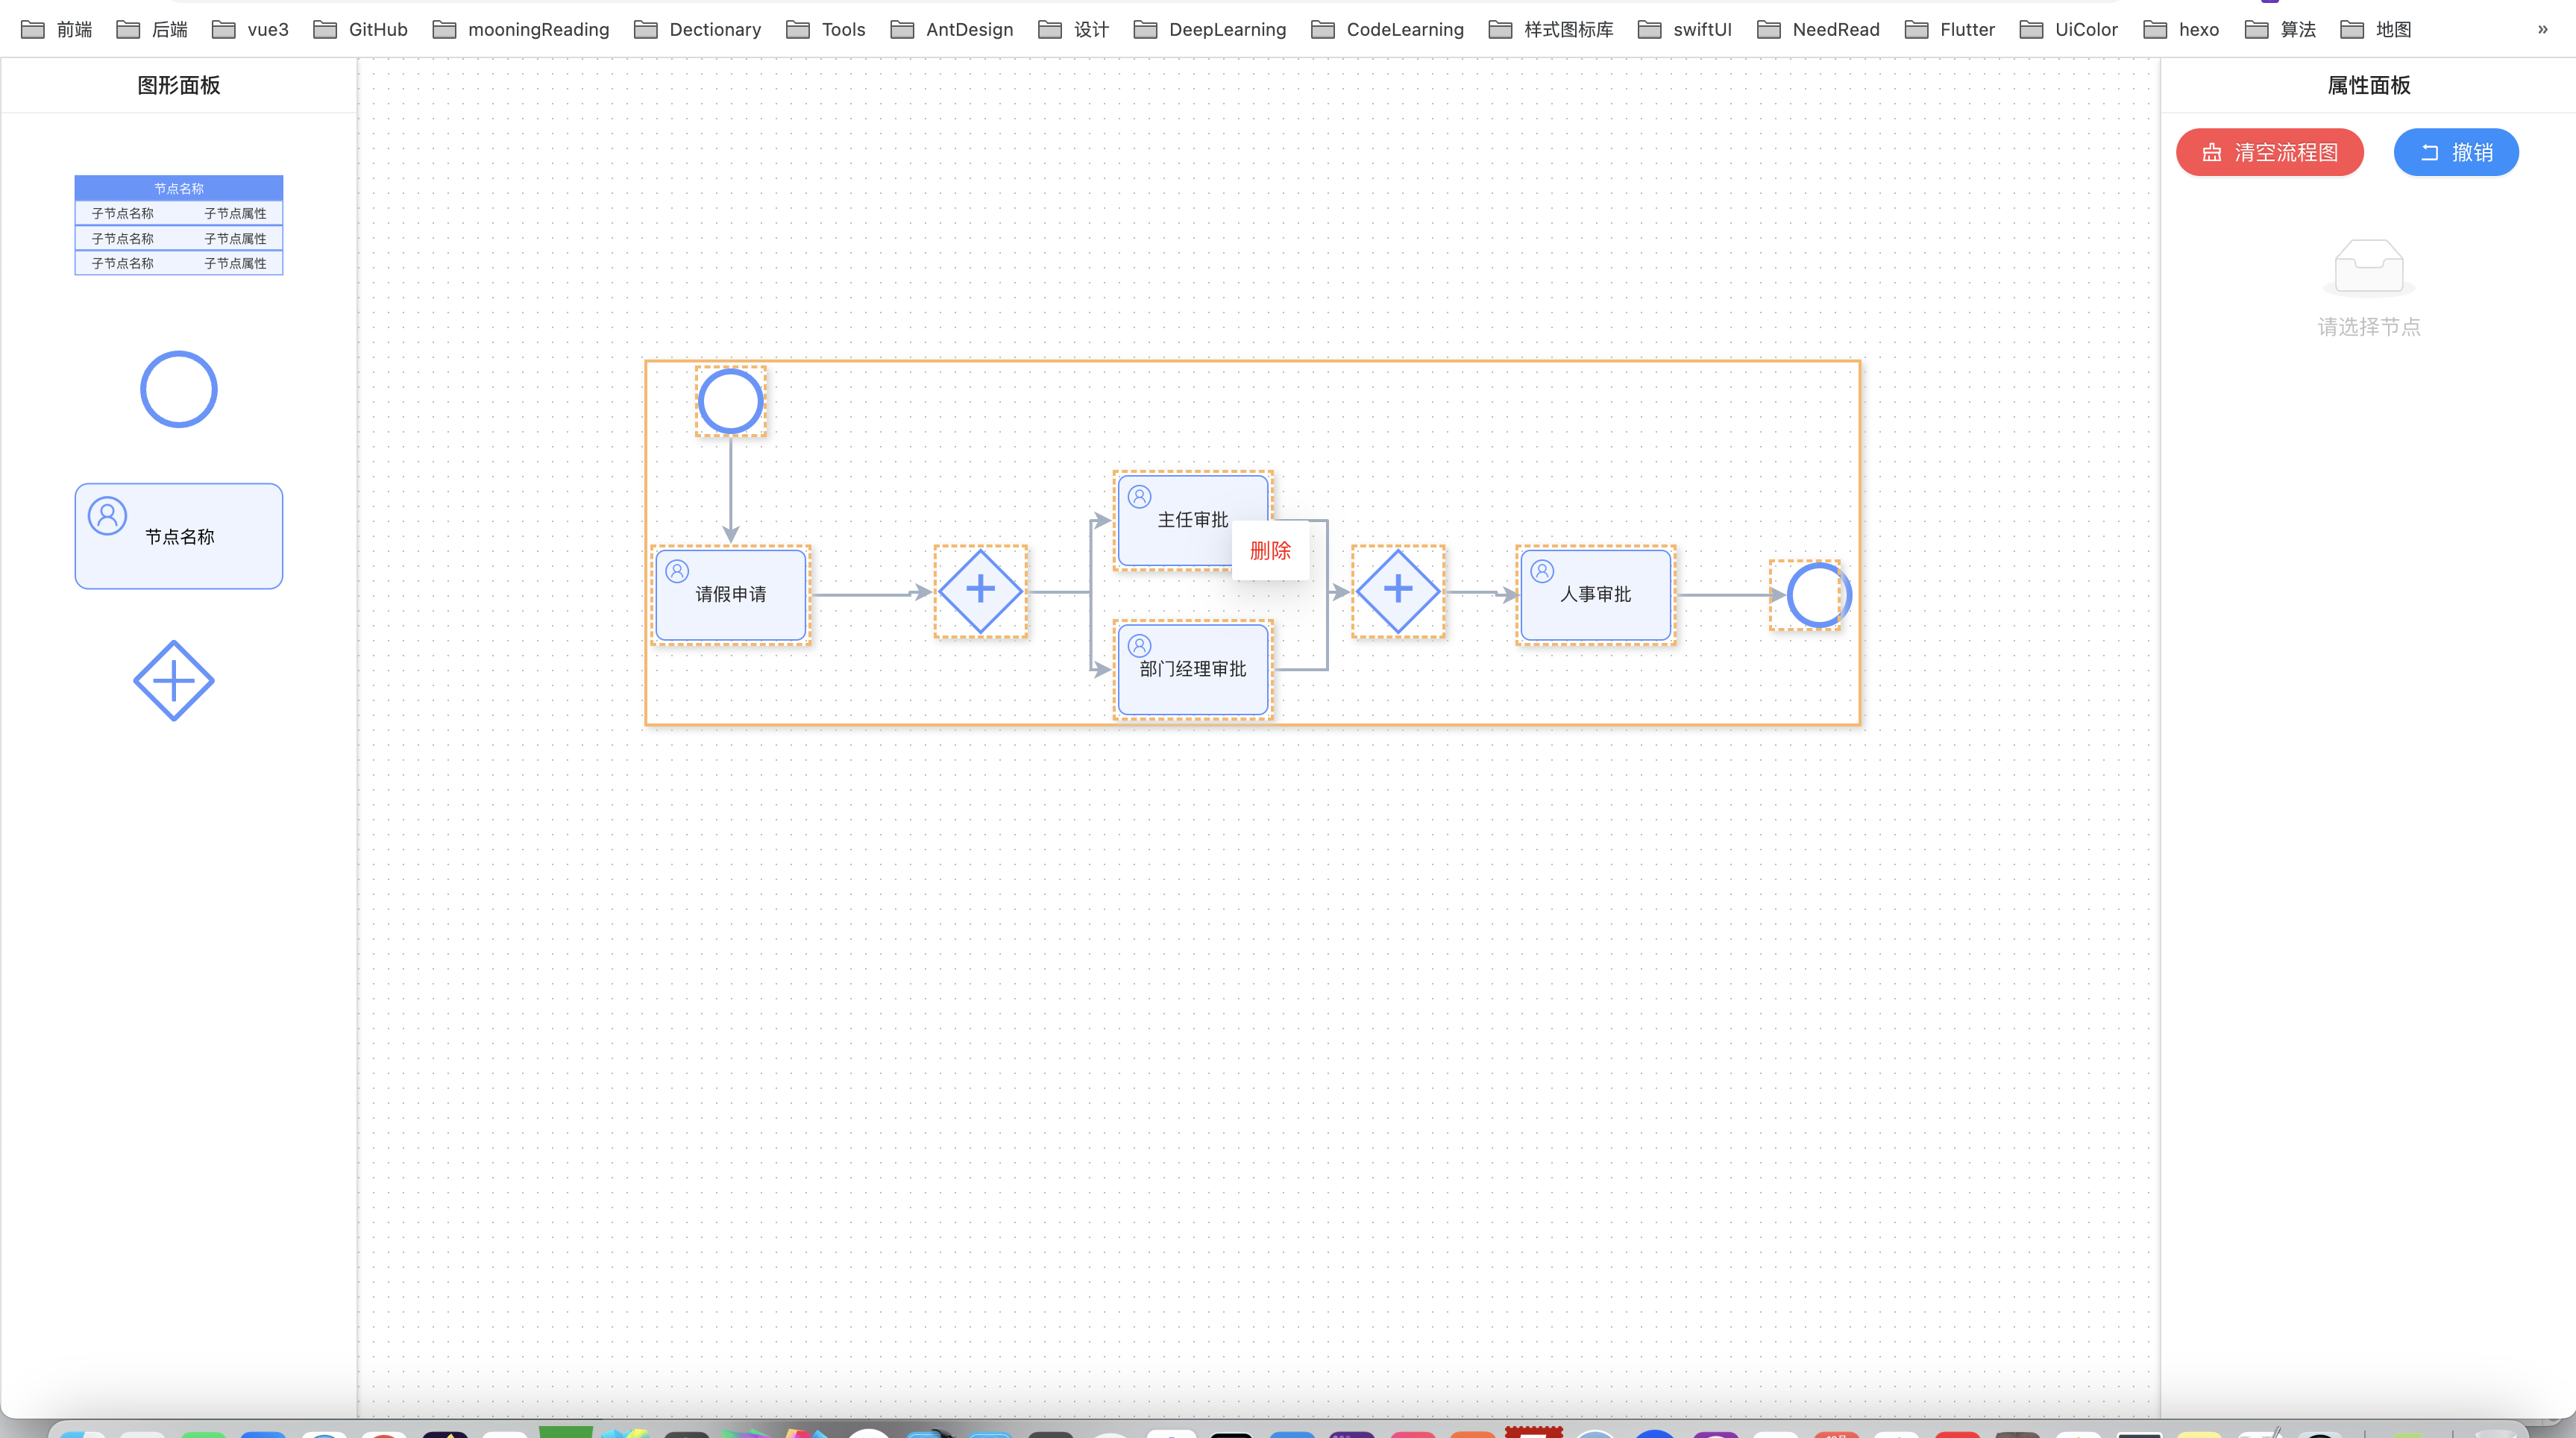 前端 后端 vue3 GitHub mooningReading Dectionary Tools AntDesign 设计 DeepLearning CodeLearning 样式图标库 swiftUI NeedRead Flutter UiColor hexo 算法 地图 »
图形面板
节点名称
子节点名称 子节点属性
子节点名称 子节点属性
子节点名称 子节点属性
节点名称
主任审批
删除
请假申请
人事审批
部门经理审批
属性面板
清空流程图 撤销
请选择节点